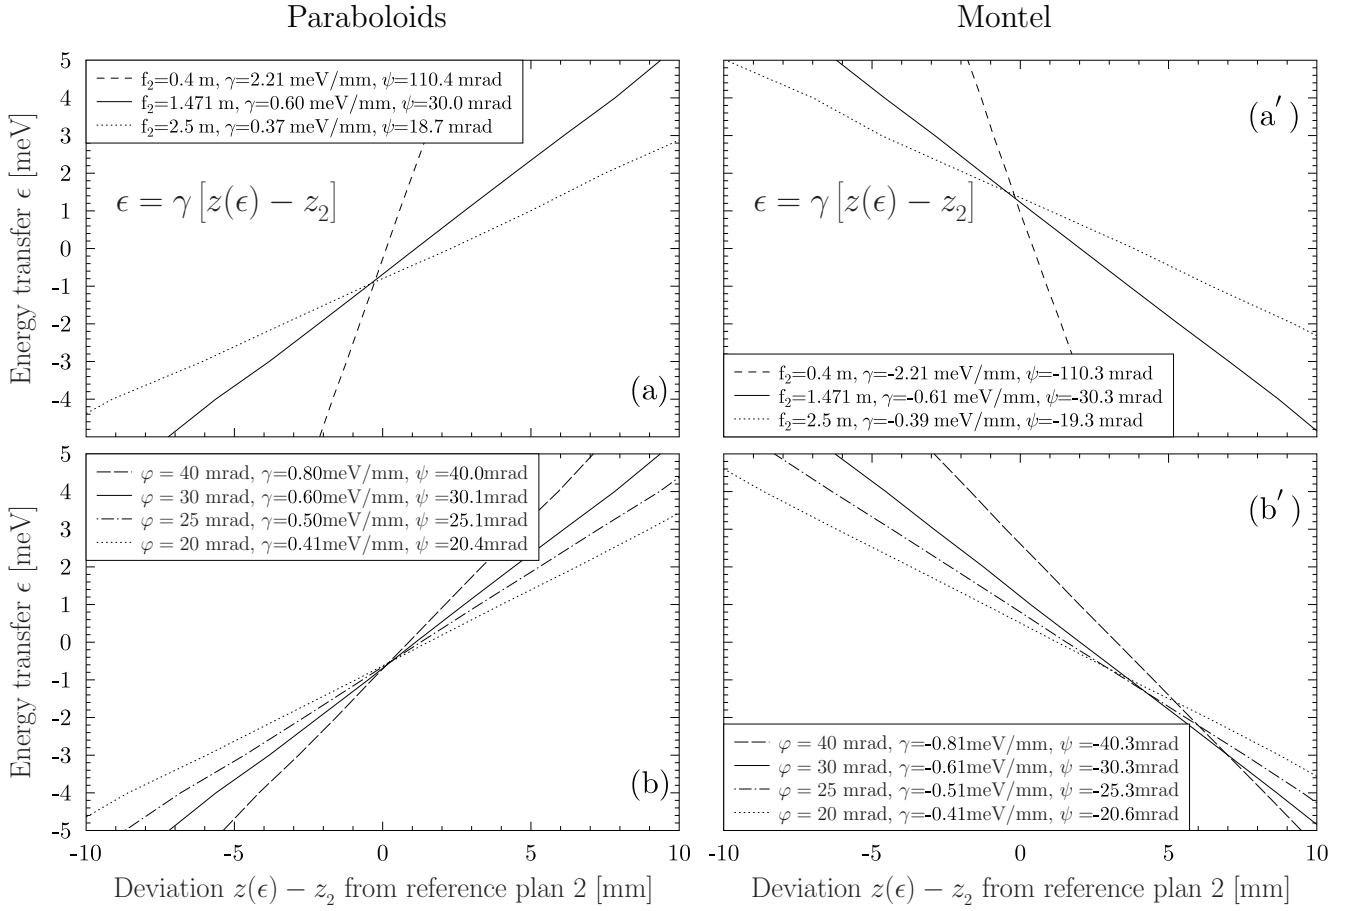 Paraboloids
Montel
5
4
3
2
1
0
-1
-2
-3
-4
Energy transfer ϵ [meV]
f₂=0.4 m, γ=2.21 meV/mm, ψ=110.4 mrad
f₂=1.471 m, γ=0.60 meV/mm, ψ=30.0 mrad
f₂=2.5 m, γ=0.37 meV/mm, ψ=18.7 mrad
ϵ = γ [z(ϵ) − z₂]
(a)
(a′)
ϵ = γ [z(ϵ) − z₂]
f₂=0.4 m, γ=-2.21 meV/mm, ψ=-110.3 mrad
f₂=1.471 m, γ=-0.61 meV/mm, ψ=-30.3 mrad
f₂=2.5 m, γ=-0.39 meV/mm, ψ=-19.3 mrad
5
4
3
2
1
0
-1
-2
-3
-4
-5
Energy transfer ϵ [meV]
φ = 40 mrad, γ=0.80meV/mm, ψ =40.0mrad
φ = 30 mrad, γ=0.60meV/mm, ψ =30.1mrad
φ = 25 mrad, γ=0.50meV/mm, ψ =25.1mrad
φ = 20 mrad, γ=0.41meV/mm, ψ =20.4mrad
(b)
(b′)
φ = 40 mrad, γ=-0.81meV/mm, ψ =-40.3mrad
φ = 30 mrad, γ=-0.61meV/mm, ψ =-30.3mrad
φ = 25 mrad, γ=-0.51meV/mm, ψ =-25.3mrad
φ = 20 mrad, γ=-0.41meV/mm, ψ =-20.6mrad
-10 -5 0 5 10
-10 -5 0 5 10
Deviation z(ϵ) − z₂ from reference plan 2 [mm]
Deviation z(ϵ) − z₂ from reference plan 2 [mm]